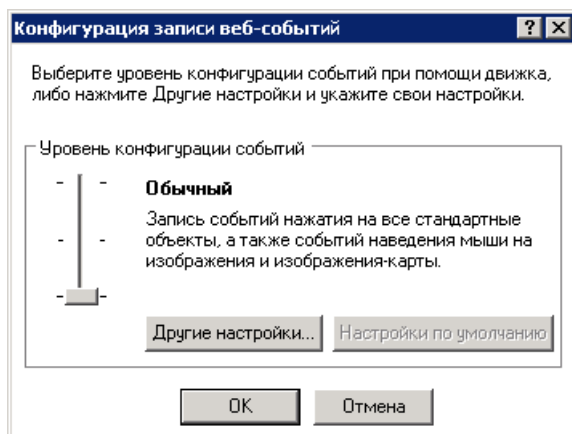 Конфигурация записи веб-событий
Выберите уровень конфигурации событий при помощи движка,
либо нажмите Другие настройки и укажите свои настройки.
Уровень конфигурации событий
Обычный
Запись событий нажатия на все стандартные
объекты, а также событий наведения мыши на
изображения и изображения-карты.
Другие настройки... Настройки по умолчанию
OK Отмена